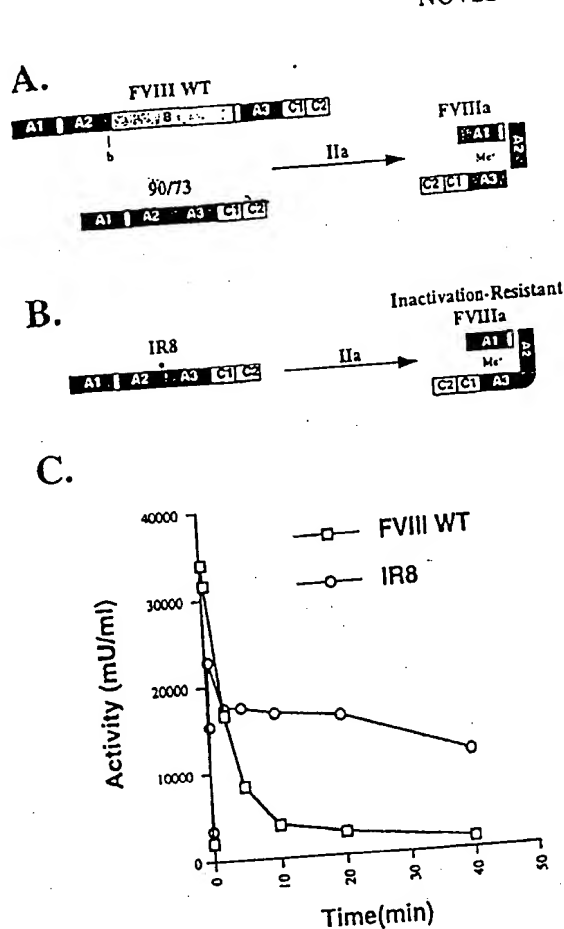 A.
FVIII WT
A1 A2 B A3 C1 C2
b
IIa
FVIIIa
A1
A2
Me+
C2 C1 A3
90/73
A1 A2 A3 C1 C2
B.
IR8
A1 A2 A3 C1 C2
IIa
Inactivation-Resistant
FVIIIa
A1
A2
C2 C1 A3
C.
FVIII WT
IR8
Activity (mU/ml)
40000
30000
20000
10000
0
0 10 20 30 40 50
Time(min)